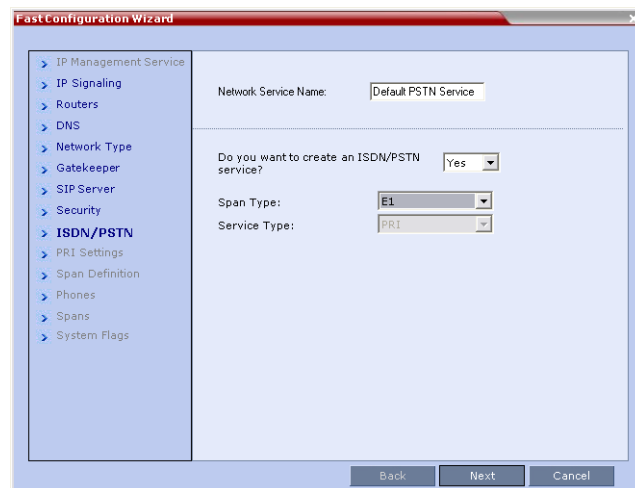 Fast Configuration Wizard
IP Management Service
IP Signaling
Routers
DNS
Network Type
Gatekeeper
SIP Server
Security
ISDN/PSTN
PRI Settings
Span Definition
Phones
Spans
System Flags
Network Service Name: Default PSTN Service
Do you want to create an ISDN/PSTN
service? Yes
Span Type: E1
Service Type: PRI
Back Next Cancel